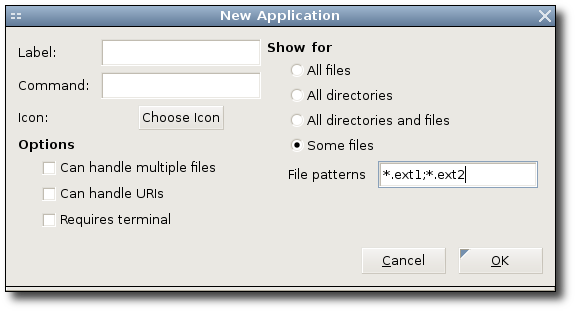 New Application
Label:
Command:
Icon:
Choose Icon
Options
Can handle multiple files
Can handle URIs
Requires terminal
Show for
All files
All directories
All directories and files
Some files
File patterns
*.ext1;*.ext2
Cancel
OK